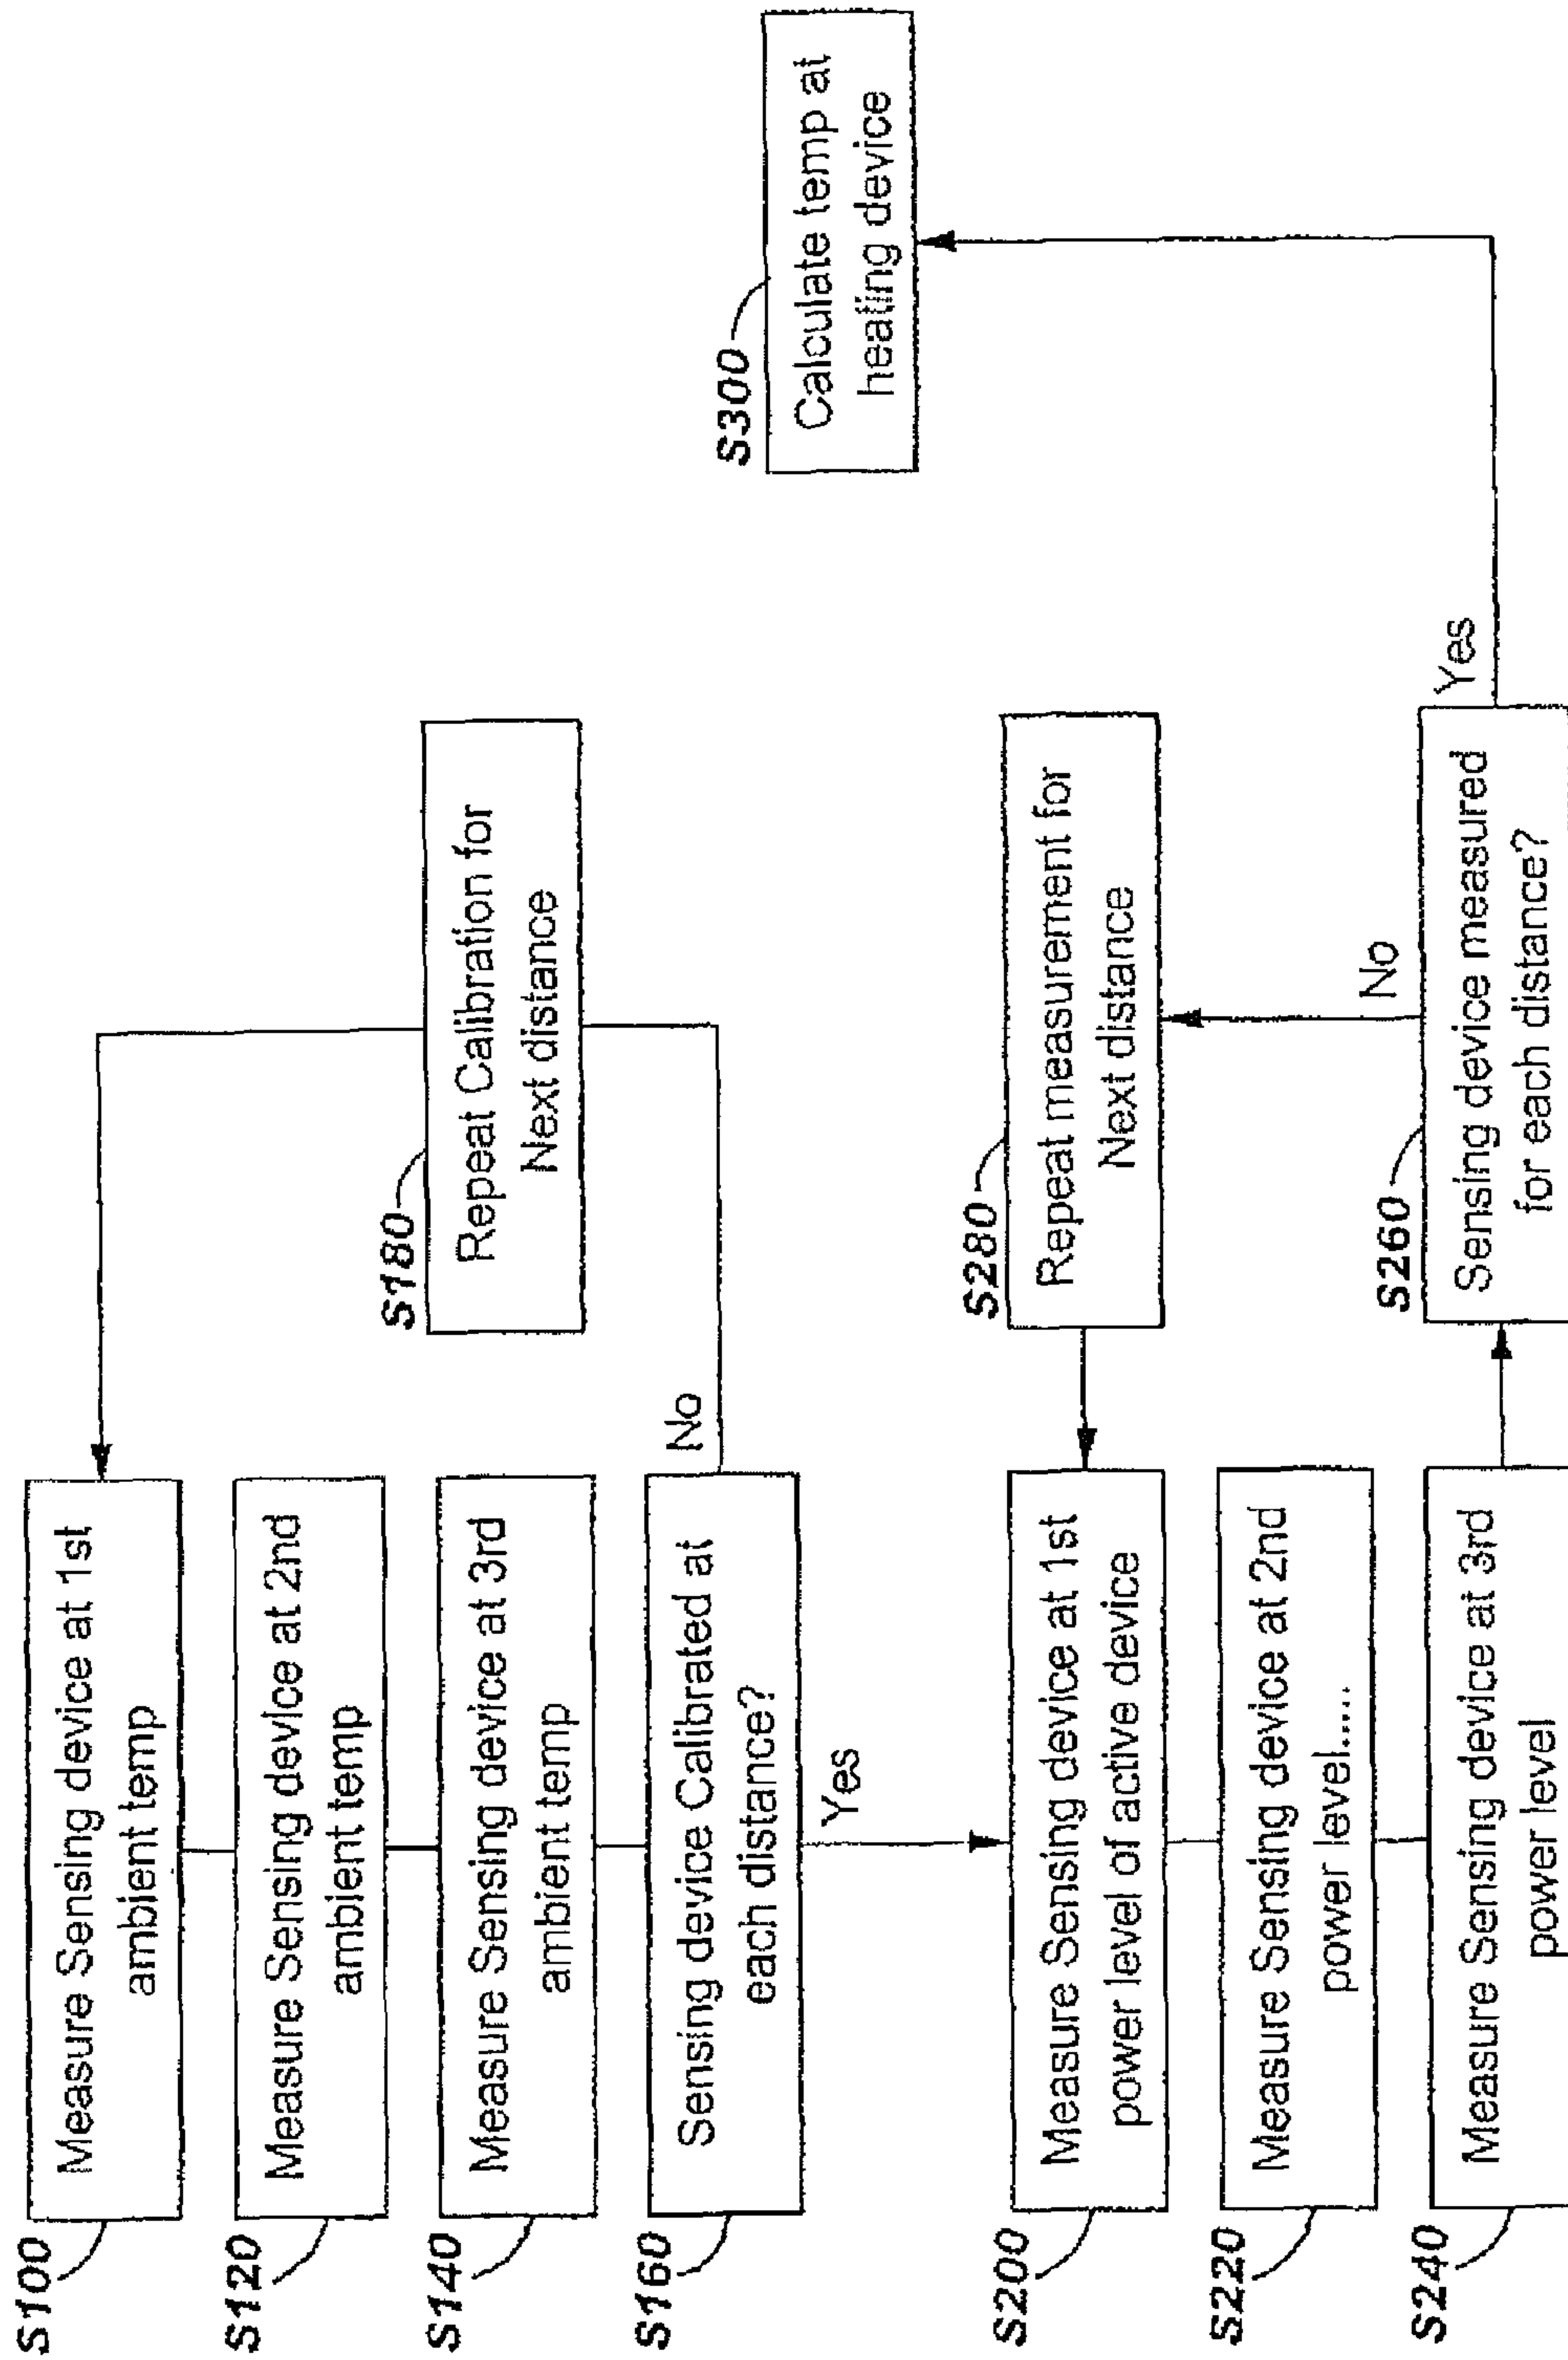 S100
Measure Sensing device at 1st
ambient temp
S120
Measure Sensing device at 2nd
ambient temp
S140
Measure Sensing device at 3rd
ambient temp
S160
Sensing device Calibrated at
each distance?
No
Yes
S180
Repeat Calibration for
Next distance
S200
Measure Sensing device at 1st
power level of active device
S220
Measure Sensing device at 2nd
power level.....
S240
Measure Sensing device at 3rd
power level
S260
Sensing device measured
for each distance?
No
Yes
S280
Repeat measurement for
Next distance
S300
Calculate temp at
heating device